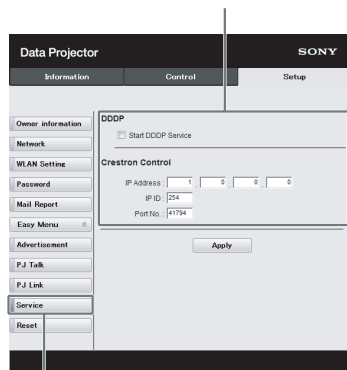 Data Projector
SONY
Information Control Setup
Owner information
Network
WLAN Setting
Password
Mail Report
Easy Menu
Advertisement
PJ Talk
PJ Link
Service
Reset
DDDP
Start DDDP Service
Crestron Control
IP Address : 1 . 0 . 0 . 0
IP ID : 254
Port No. : 41794
Apply